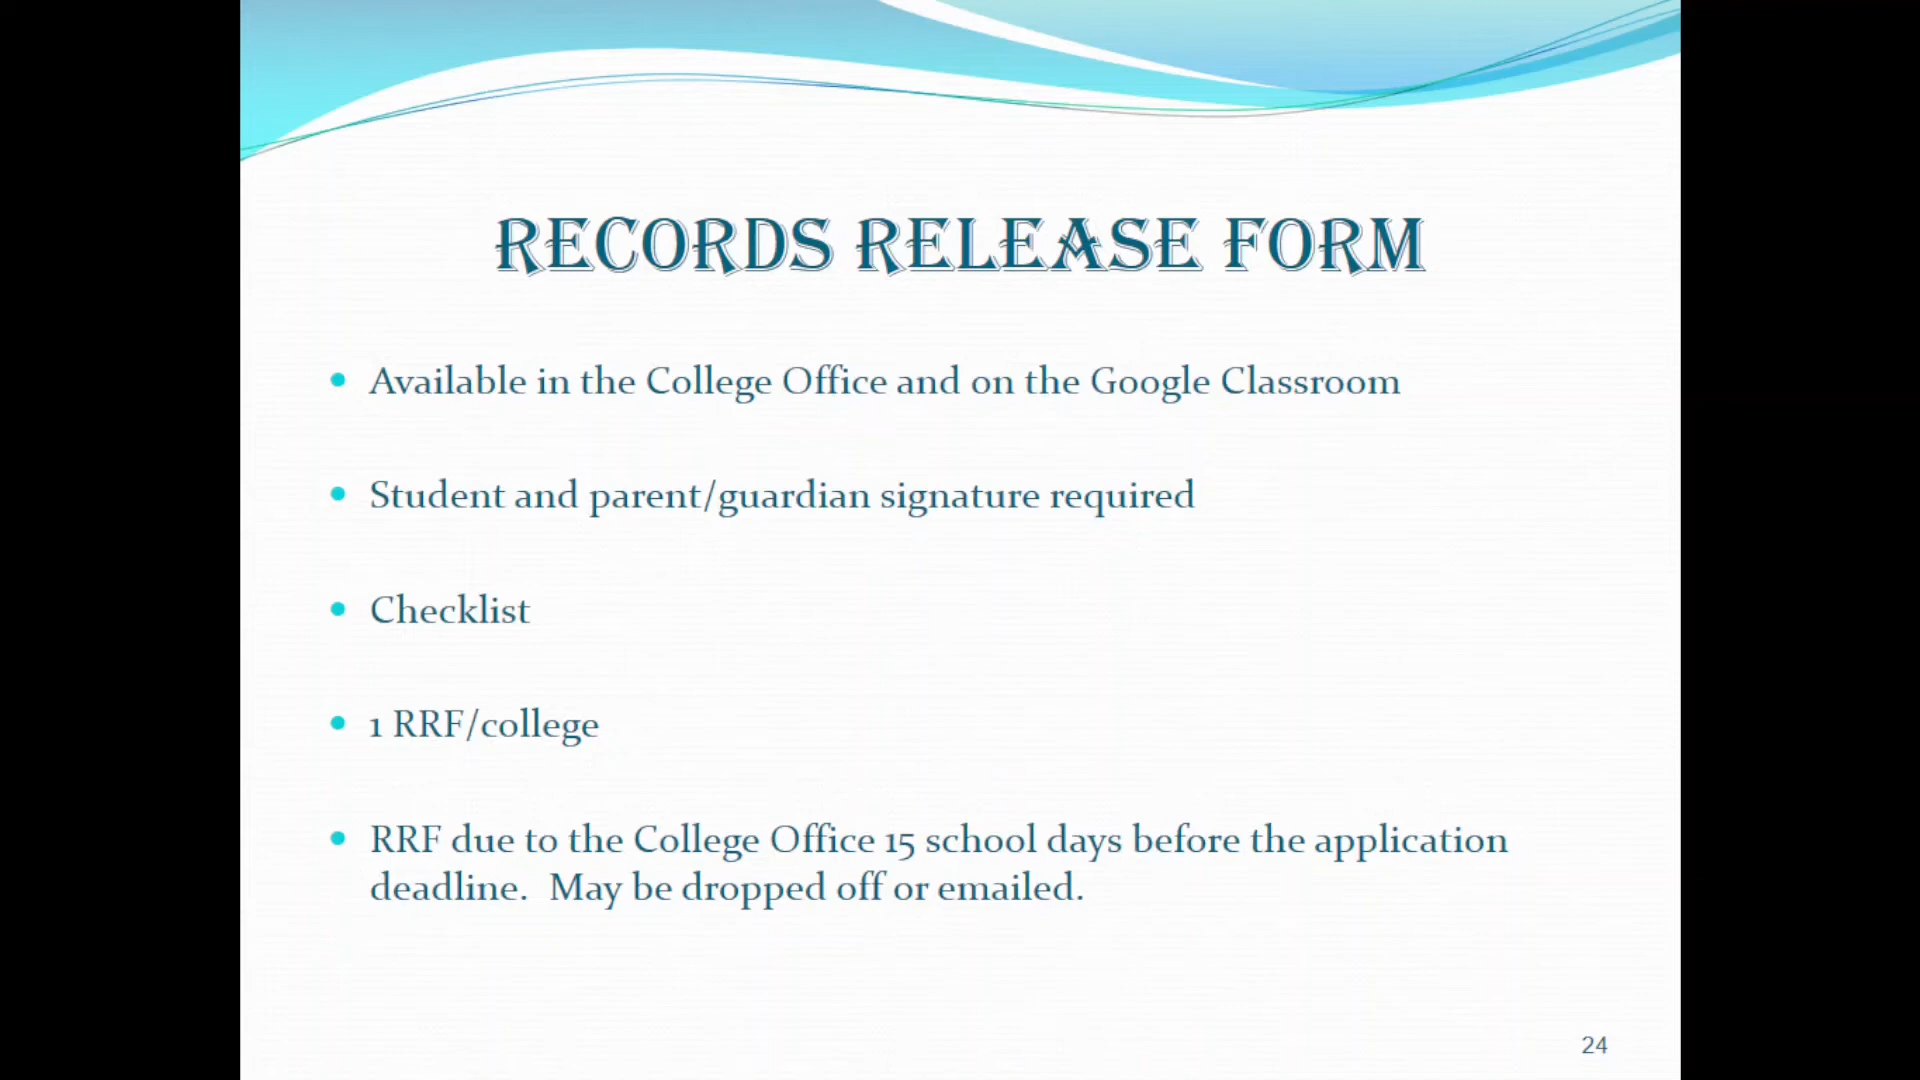 RECORDS RELEASE FORM
• Available in the College Office and on the Google Classroom
• Student and parent/guardian signature required
• Checklist
• 1 RRF/college
• RRF due to the College Office 15 school days before the application
deadline.  May be dropped off or emailed.
24